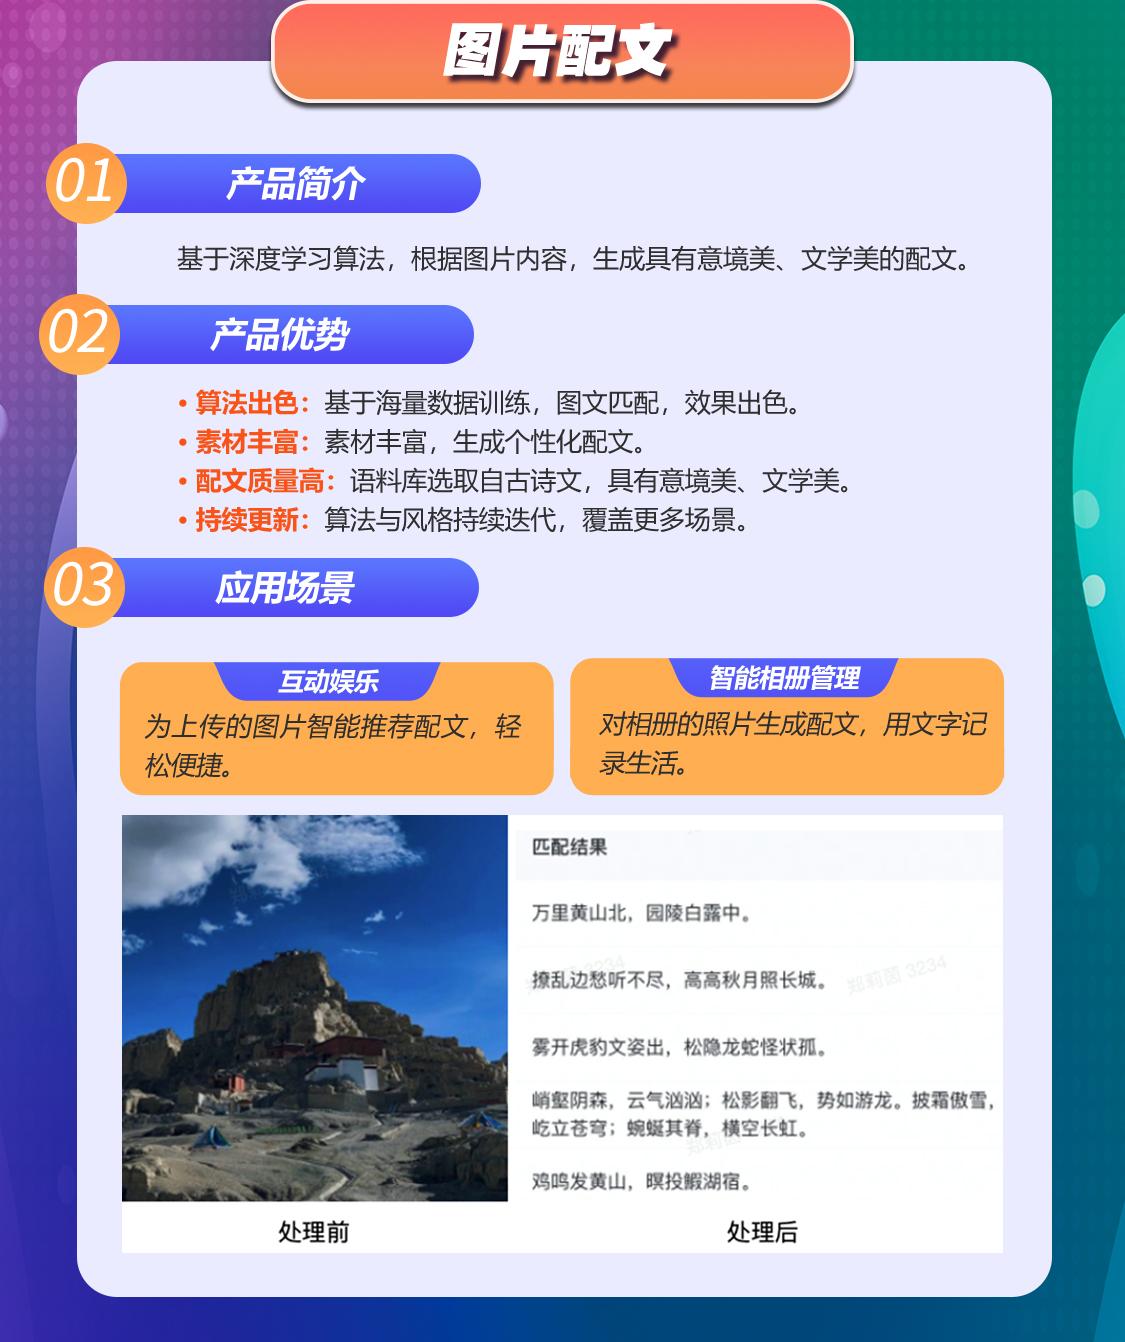 图片配文
01
产品简介
基于深度学习算法，根据图片内容，生成具有意境美、文学美的配文。
02
产品优势
• 算法出色：基于海量数据训练，图文匹配，效果出色。
• 素材丰富：素材丰富，生成个性化配文。
• 配文质量高：语料库选取自古诗文，具有意境美、文学美。
• 持续更新：算法与风格持续迭代，覆盖更多场景。
03
应用场景
互动娱乐
为上传的图片智能推荐配文，轻
松便捷。
智能相册管理
对相册的照片生成配文，用文字记
录生活。
匹配结果
万里黄山北，园陵白露中。
撩乱边愁听不尽，高高秋月照长城。
雾开虎豹文姿出，松隐龙蛇怪状孤。
峭壑阴森，云气汹汹；松影翻飞，势如游龙。披霜傲雪，
屹立苍穹；蜿蜒其脊，横空长虹。
鸡鸣发黄山，暝投鰕湖宿。
郑莉茵 3234
处理前
处理后